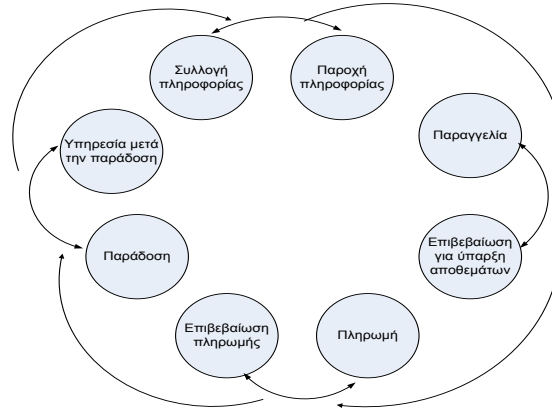 Συλλογή
πληροφορίας
Παροχή
πληροφορίας
Παραγγελία
Επιβεβαίωση
για ύπαρξη
αποθεμάτων
Πληρωμή
Επιβεβαίωση
πληρωμής
Παράδοση
Υπηρεσία μετά
την παράδοση